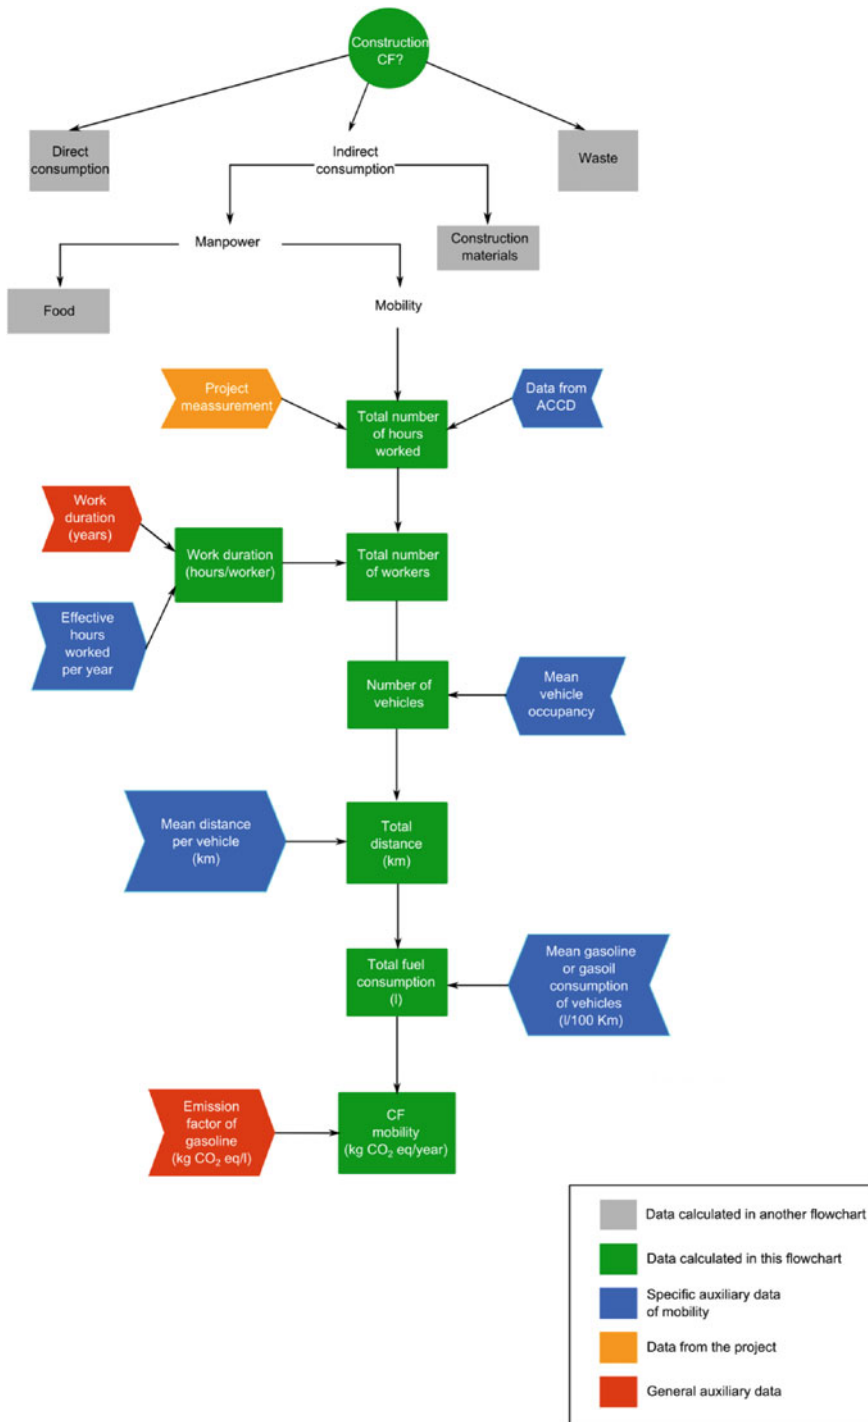 Construction
CF?
Direct
consumption
Indirect
consumption
Waste
Manpower
Construction
materials
Food
Mobility
Project
meassurement
Data from
ACCD
Total number
of hours
worked
Work
duration
(years)
Work duration
(hours/worker)
Total number
of workers
Effective
hours
worked
per year
Number of
vehicles
Mean
vehicle
occupancy
Mean distance
per vehicle
(km)
Total
distance
(km)
Total fuel
consumption
(l)
Mean gasoline
or gasoil
consumption
of vehicles
(l/100 Km)
Emission
factor of
gasoline
(kg CO₂ eq/l)
CF
mobility
(kg CO₂ eq/year)
Data calculated in another flowchart
Data calculated in this flowchart
Specific auxiliary data
of mobility
Data from the project
General auxiliary data